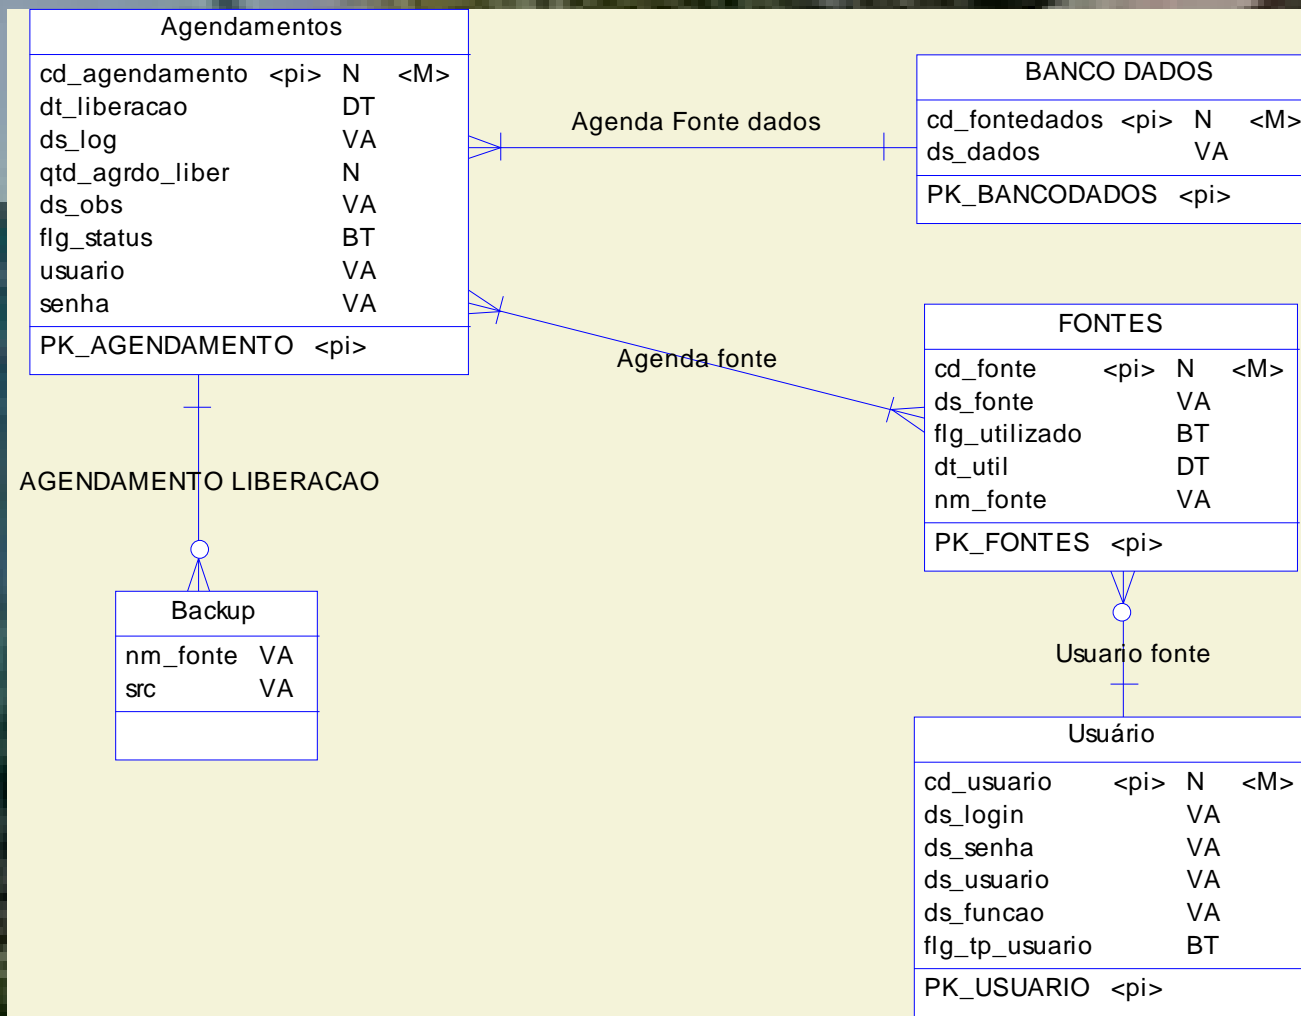 Agendamentos
cd_agendamento <pi> N <M>
dt_liberacao DT
ds_log VA
qtd_agrdo_liber N
ds_obs VA
flg_status BT
usuario VA
senha VA
PK_AGENDAMENTO <pi>
Agenda Fonte dados
BANCO DADOS
cd_fontedados <pi> N <M>
ds_dados VA
PK_BANCODADOS <pi>
Agenda fonte
FONTES
cd_fonte <pi> N <M>
ds_fonte VA
flg_utilizado BT
dt_util DT
nm_fonte VA
PK_FONTES <pi>
AGENDAMENTO LIBERACAO
Backup
nm_fonte VA
src VA
Usuario fonte
Usuário
cd_usuario <pi> N <M>
ds_login VA
ds_senha VA
ds_usuario VA
ds_funcao VA
flg_tp_usuario BT
PK_USUARIO <pi>